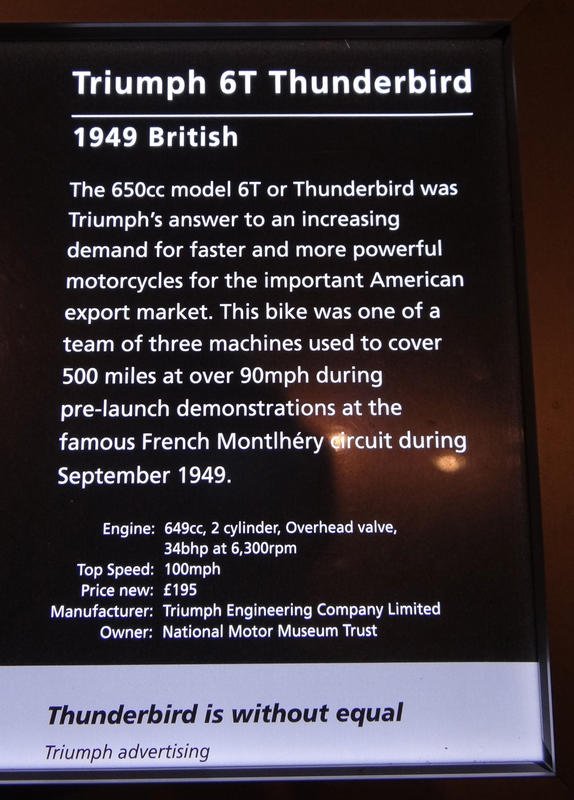 Triumph 6T Thunderbird
1949 British
The 650cc model 6T or Thunderbird was
Triumph's answer to an increasing
demand for faster and more powerful
motorcycles for the important American
export market. This bike was one of a
team of three machines used to cover
500 miles at over 90mph during
pre-launch demonstrations at the
famous French Montlhéry circuit during
September 1949.
Engine: 649cc, 2 cylinder, Overhead valve,
34bhp at 6,300rpm
Top Speed: 100mph
Price new: £195
Manufacturer: Triumph Engineering Company Limited
Owner: National Motor Museum Trust
Thunderbird is without equal
Triumph advertising